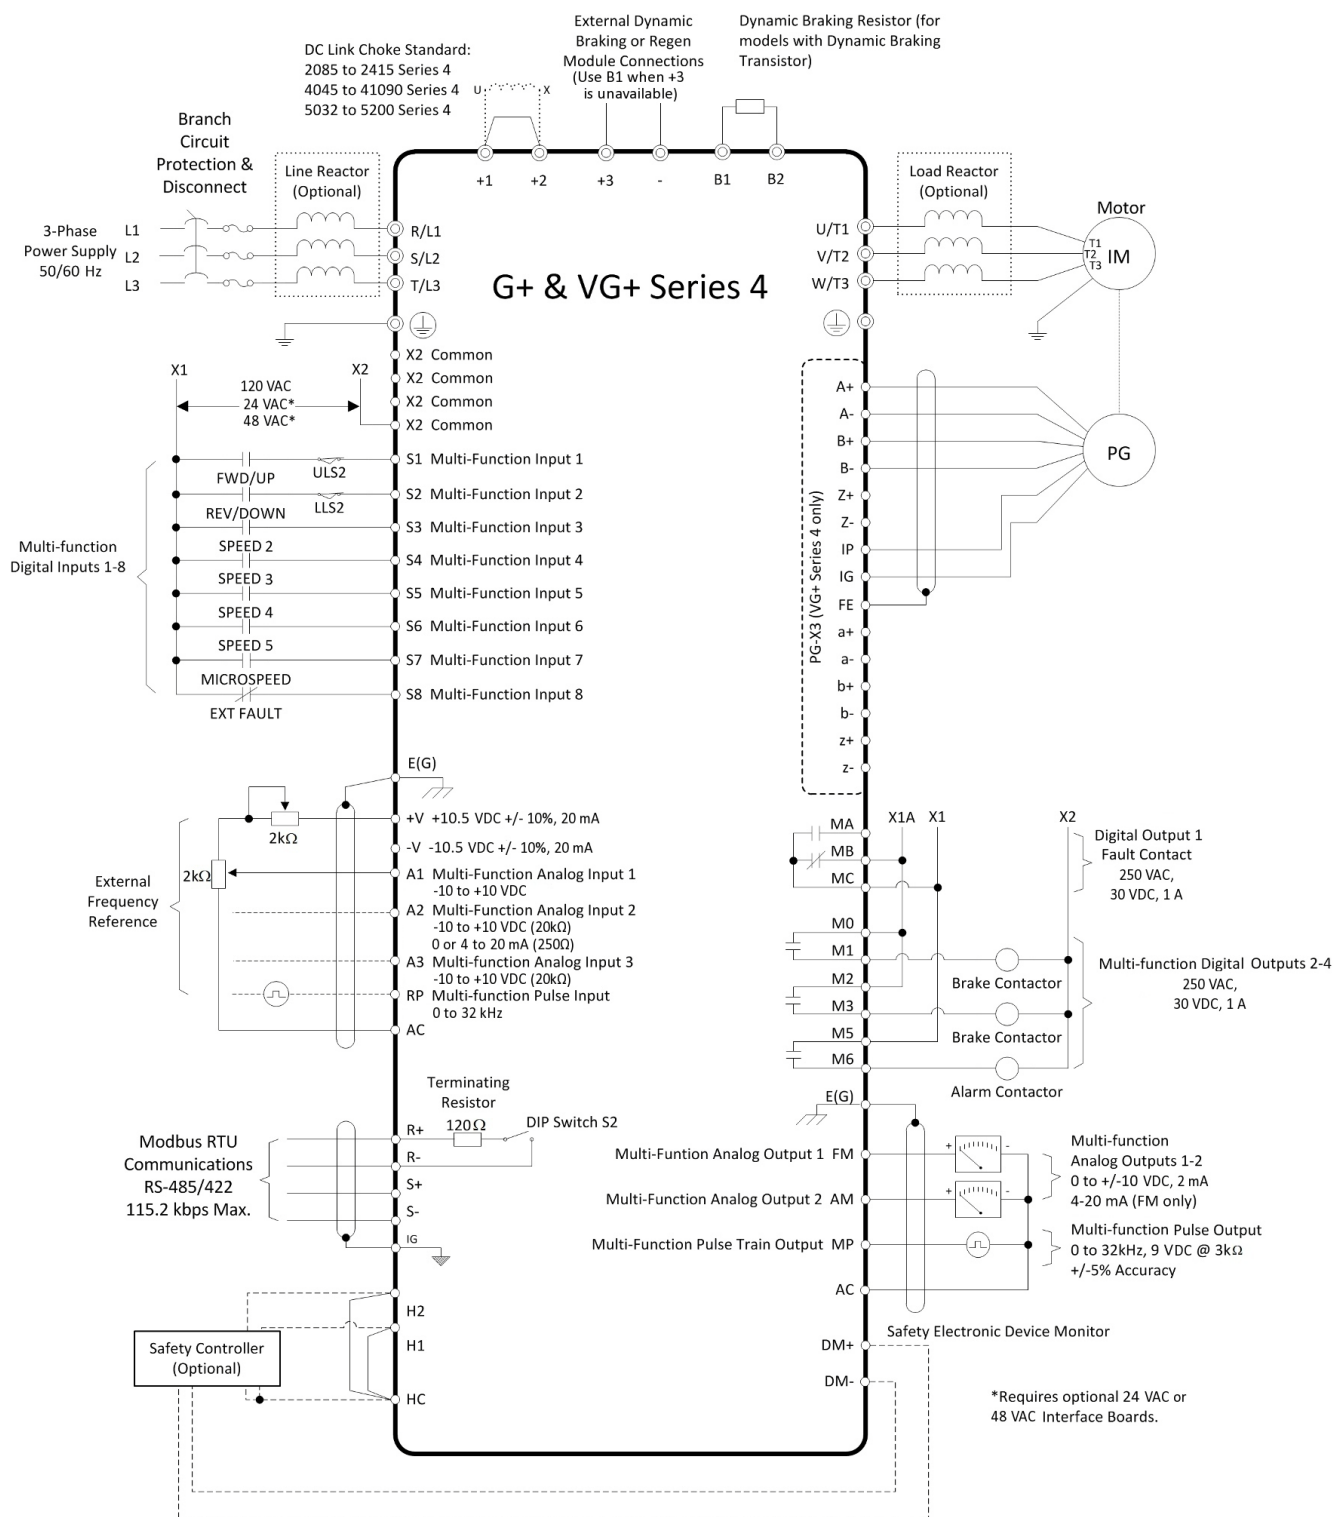 DC Link Choke Standard:
2085 to 2415 Series 4
4045 to 41090 Series 4
5032 to 5200 Series 4
U
X
External Dynamic
Braking or Regen
Module Connections
(Use B1 when +3
is unavailable)
Dynamic Braking Resistor (for
models with Dynamic Braking
Transistor)
+1
+2
+3
-
B1
B2
Branch
Circuit
Protection &
Disconnect
Line Reactor
(Optional)
3-Phase
Power Supply
50/60 Hz
L1
L2
L3
R/L1
S/L2
T/L3
G+ & VG+ Series 4
U/T1
V/T2
W/T3
Load Reactor
(Optional)
Motor
T1
T2
T3
IM
X1
X2
120 VAC
24 VAC*
48 VAC*
X2 Common
X2 Common
X2 Common
X2 Common
Multi-function
Digital Inputs 1-8
FWD/UP
ULS2
REV/DOWN
LLS2
SPEED 2
SPEED 3
SPEED 4
SPEED 5
MICROSPEED
EXT FAULT
S1 Multi-Function Input 1
S2 Multi-Function Input 2
S3 Multi-Function Input 3
S4 Multi-Function Input 4
S5 Multi-Function Input 5
S6 Multi-Function Input 6
S7 Multi-Function Input 7
S8 Multi-Function Input 8
PG-X3 (VG+ Series 4 only)
A+
A-
B+
B-
Z+
Z-
IP
IG
FE
a+
a-
b+
b-
z+
z-
PG
E(G)
External
Frequency
Reference
2kΩ
2kΩ
+V +10.5 VDC +/- 10%, 20 mA
-V -10.5 VDC +/- 10%, 20 mA
A1 Multi-Function Analog Input 1
-10 to +10 VDC
A2 Multi-Function Analog Input 2
-10 to +10 VDC (20kΩ)
0 or 4 to 20 mA (250Ω)
A3 Multi-function Analog Input 3
-10 to +10 VDC (20kΩ)
RP Multi-function Pulse Input
0 to 32 kHz
AC
MA
MB
MC
M0
M1
M2
M3
M5
M6
X1A
X1
X2
Digital Output 1
Fault Contact
250 VAC,
30 VDC, 1 A
Brake Contactor
Brake Contactor
Alarm Contactor
Multi-function Digital Outputs 2-4
250 VAC,
30 VDC, 1 A
Modbus RTU
Communications
RS-485/422
115.2 kbps Max.
Terminating
Resistor
120Ω
DIP Switch S2
R+
R-
S+
S-
IG
E(G)
Multi-Funtion Analog Output 1 FM
Multi-Function Analog Output 2 AM
Multi-Function Pulse Train Output MP
AC
+
-
+
-
Multi-function
Analog Outputs 1-2
0 to +/-10 VDC, 2 mA
4-20 mA (FM only)
Multi-function Pulse Output
0 to 32kHz, 9 VDC @ 3kΩ
+/-5% Accuracy
Safety Controller
(Optional)
H2
H1
HC
Safety Electronic Device Monitor
DM+
DM-
*Requires optional 24 VAC or
48 VAC Interface Boards.